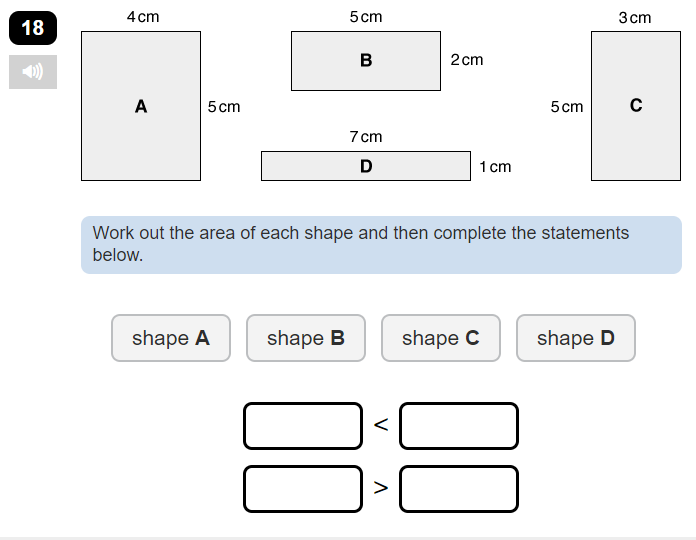 18
4 cm
5 cm
3 cm
A
5 cm
B
2 cm
5 cm
C
7 cm
D
1 cm
Work out the area of each shape and then complete the statements
below.
shape A
shape B
shape C
shape D
<
>